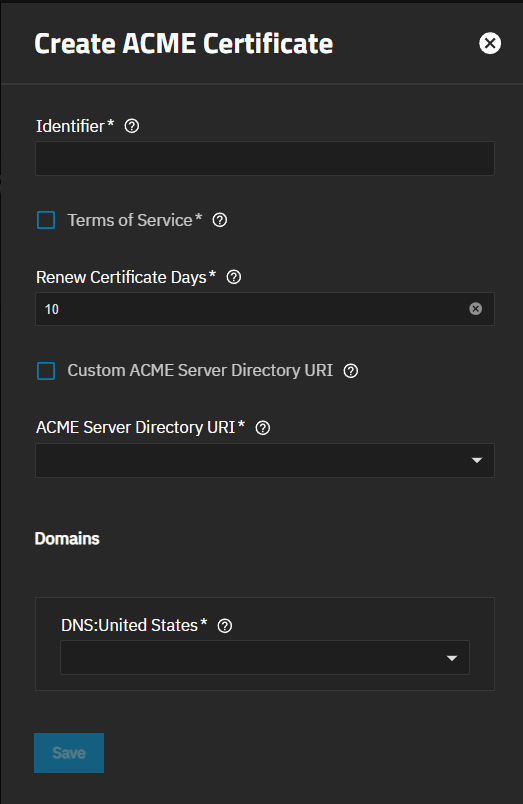 Create ACME Certificate
Identifier*
Terms of Service*
Renew Certificate Days*
10
Custom ACME Server Directory URI
ACME Server Directory URI*
Domains
DNS:United States*
Save